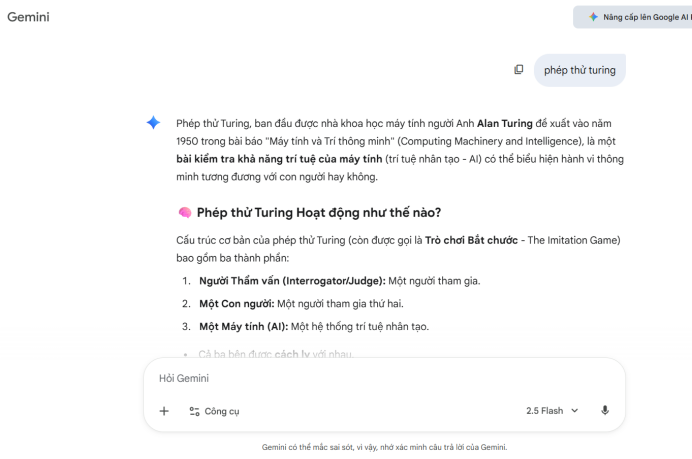 Gemini
Nâng cấp lên Google AI
phép thử turing
Phép thử Turing, ban đầu được nhà khoa học máy tính người Anh Alan Turing đề xuất vào năm
1950 trong bài báo "Máy tính và Trí thông minh" (Computing Machinery and Intelligence), là một
bài kiểm tra khả năng trí tuệ của máy tính (trí tuệ nhân tạo - AI) có thể biểu hiện hành vi thông
minh tương đương với con người hay không.
Phép thử Turing Hoạt động như thế nào?
Cấu trúc cơ bản của phép thử Turing (còn được gọi là Trò chơi Bắt chước - The Imitation Game)
bao gồm ba thành phần:
1. Người Thẩm vấn (Interrogator/Judge): Một người tham gia.
2. Một Con người: Một người tham gia thứ hai.
3. Một Máy tính (AI): Một hệ thống trí tuệ nhân tạo.
• Cả ba bên được cách ly với nhau.
Hỏi Gemini
Công cụ
2.5 Flash
Gemini có thể mắc sai sót, vì vậy, nhớ xác minh câu trả lời của Gemini.